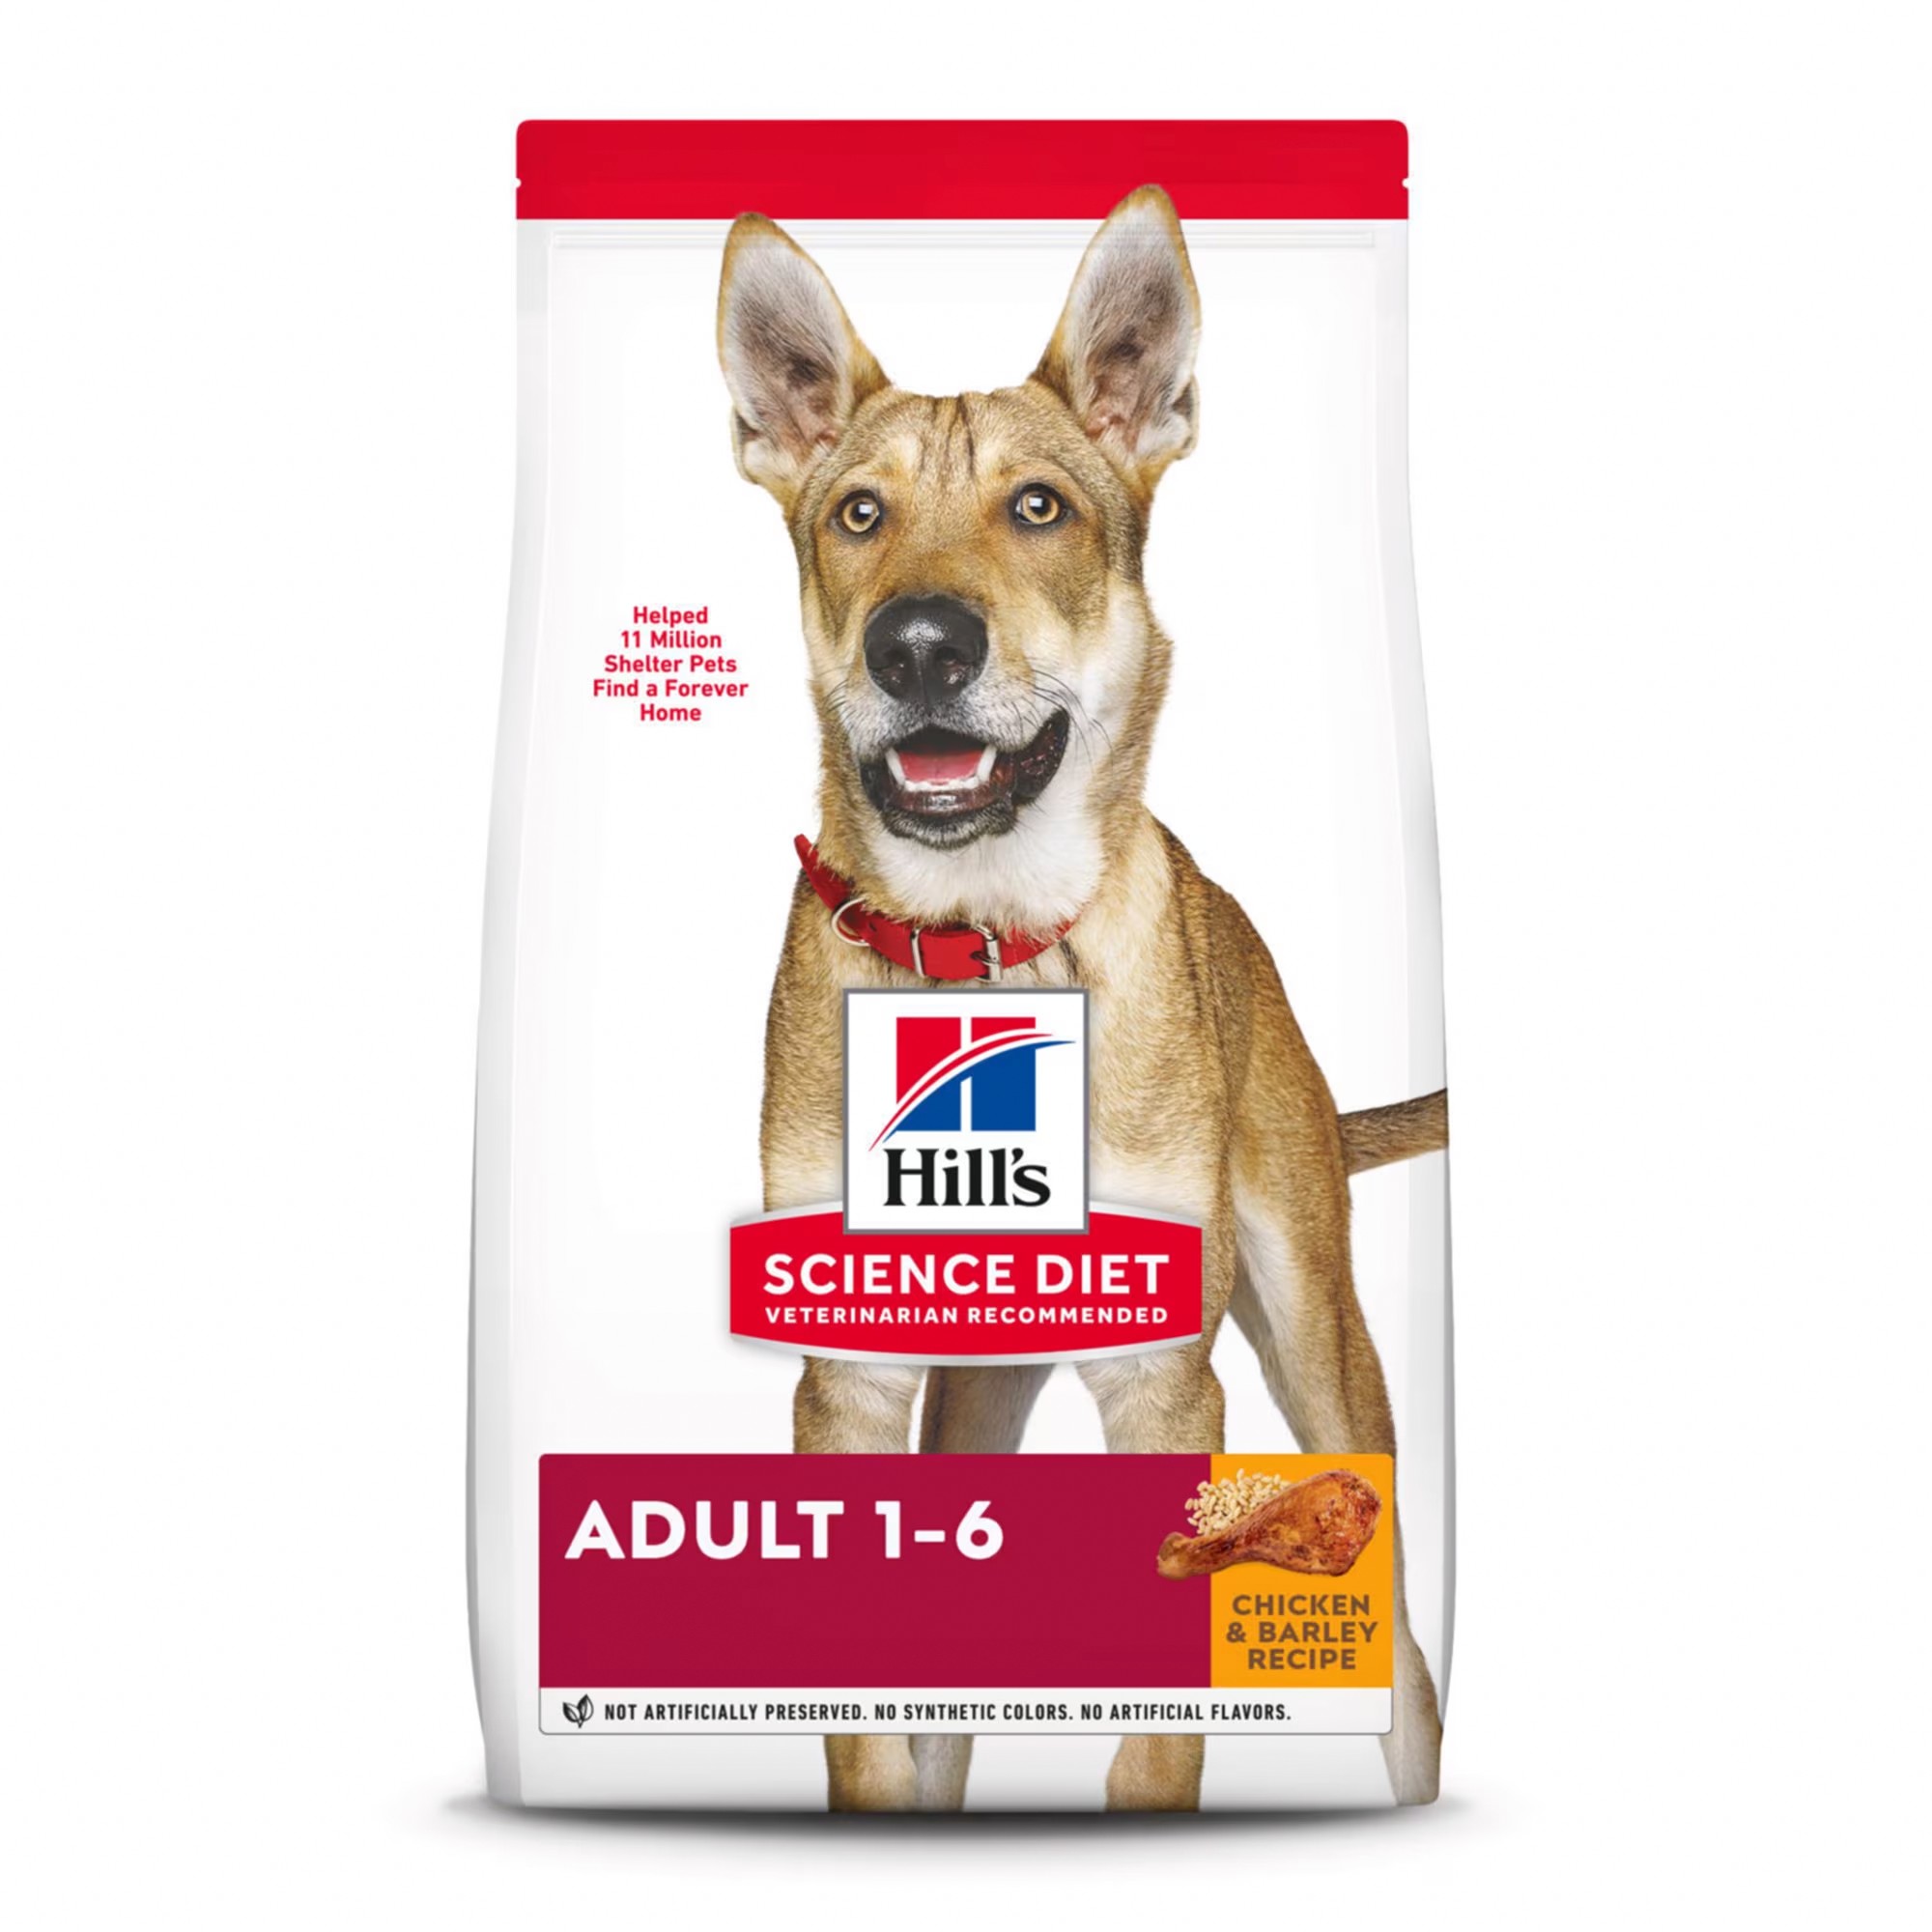 Helped
11 Million
Shelter Pets
Find a Forever
Home
Hill's
SCIENCE DIET
VETERINARIAN RECOMMENDED
ADULT 1-6
CHICKEN
& BARLEY
RECIPE
NOT ARTIFICIALLY PRESERVED. NO SYNTHETIC COLORS. NO ARTIFICIAL FLAVORS.